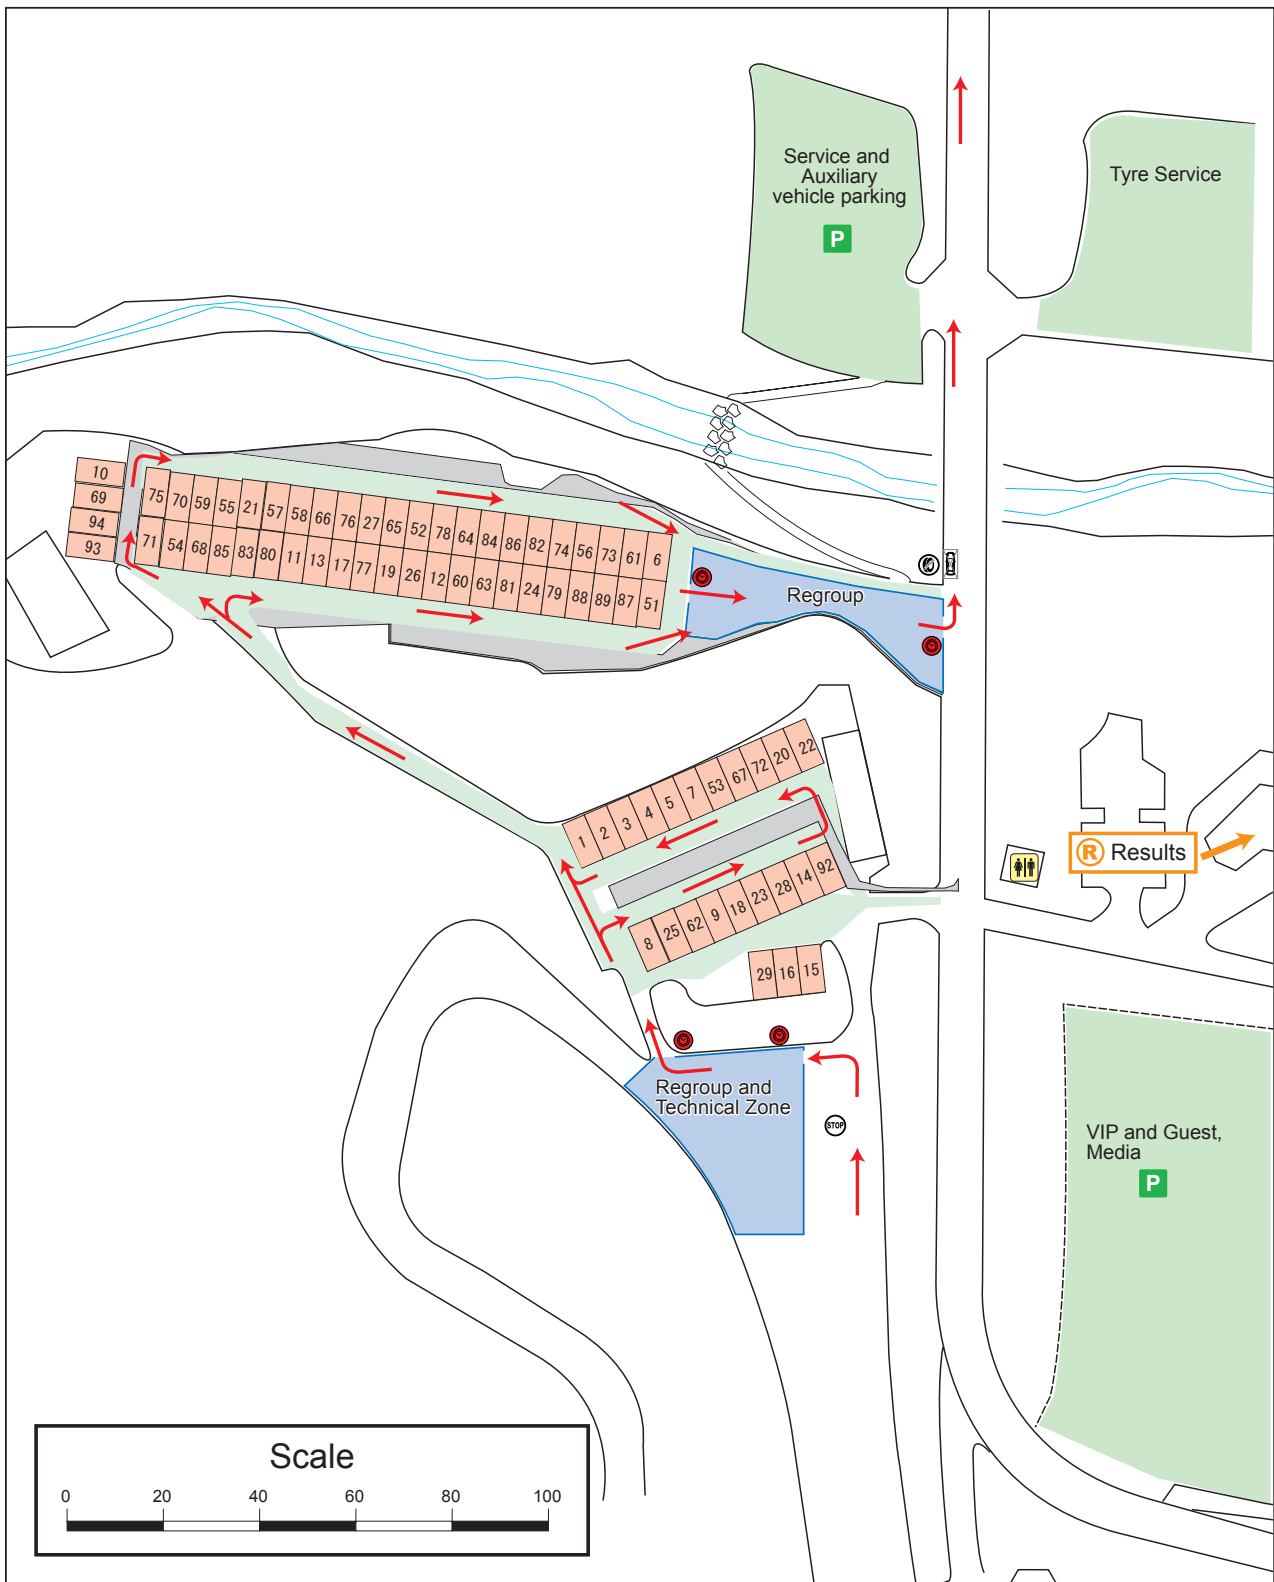 Service and
Auxiliary
vehicle parking
P
Tyre Service
10
69
94
93
75 70 59 55 21 57 58 66 76 27 65 52 78 64 84 86 82 74 56 73 61 6
71 54 68 85 83 80 11 13 17 77 19 26 12 60 63 81 24 79 88 89 87 51
Regroup
1 2 3 4 5 7 53 67 72 20 22
8 25 62 9 18 23 28 14 92
29 16 15
R Results
Regroup and
Technical Zone
STOP
VIP and Guest,
Media
P
Scale
0 20 40 60 80 100